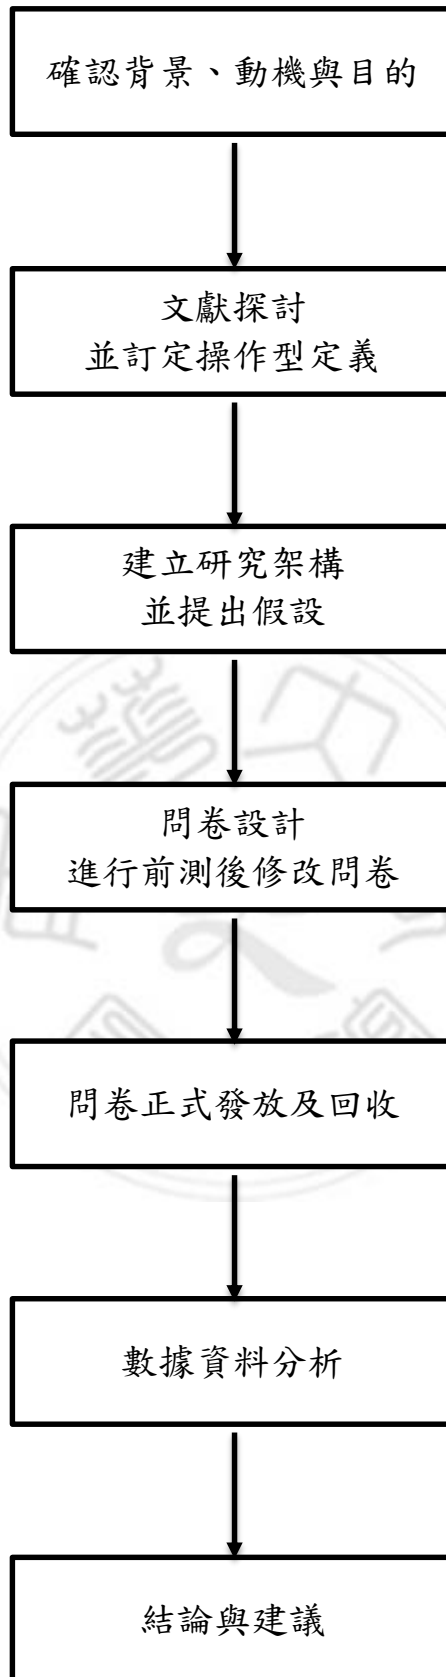 確認背景、動機與目的
文獻探討
並訂定操作型定義
建立研究架構
並提出假設
問卷設計
進行前測後修改問卷
問卷正式發放及回收
數據資料分析
結論與建議